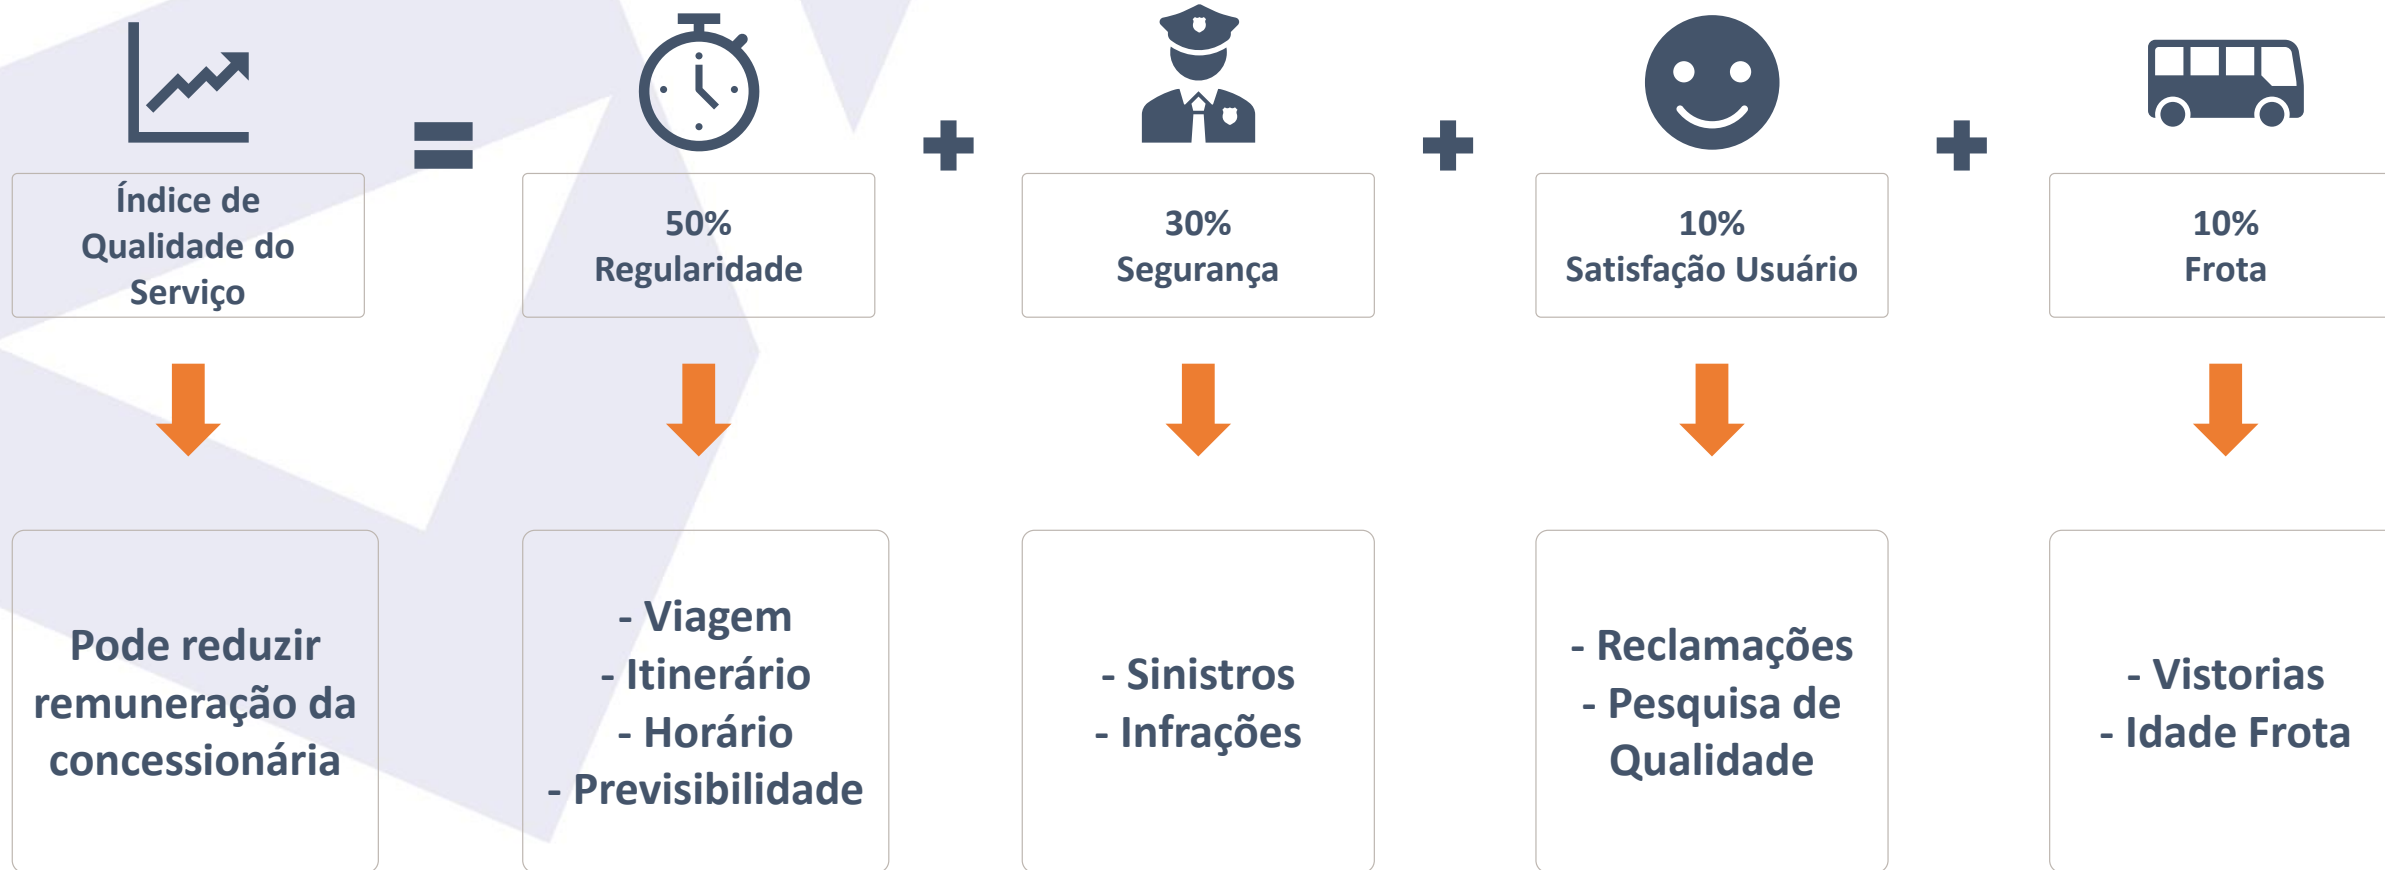 Índice de
Qualidade do
Serviço
=
50%
Regularidade
+
30%
Segurança
+
10%
Satisfação Usuário
+
10%
Frota
Pode reduzir
remuneração da
concessionária
- Viagem
- Itinerário
- Horário
- Previsibilidade
- Sinistros
- Infrações
- Reclamações
- Pesquisa de
Qualidade
- Vistorias
- Idade Frota